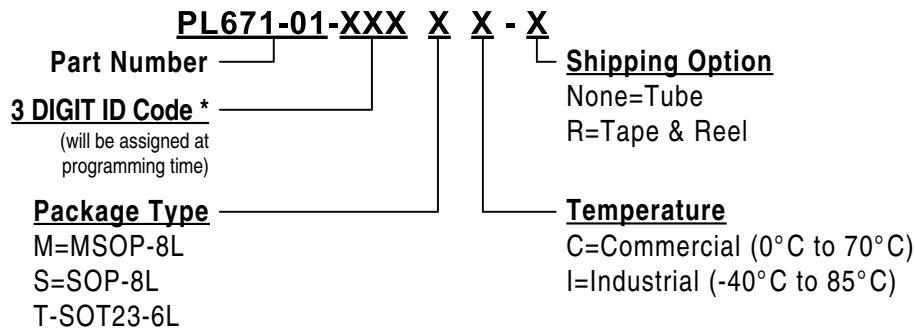 PL671-01-XXX X X - X
Part Number
3 DIGIT ID Code *
(will be assigned at
programming time)
Package Type
M=MSOP-8L
S=SOP-8L
T-SOT23-6L
Shipping Option
None=Tube
R=Tape & Reel
Temperature
C=Commercial (0°C to 70°C)
I=Industrial (-40°C to 85°C)